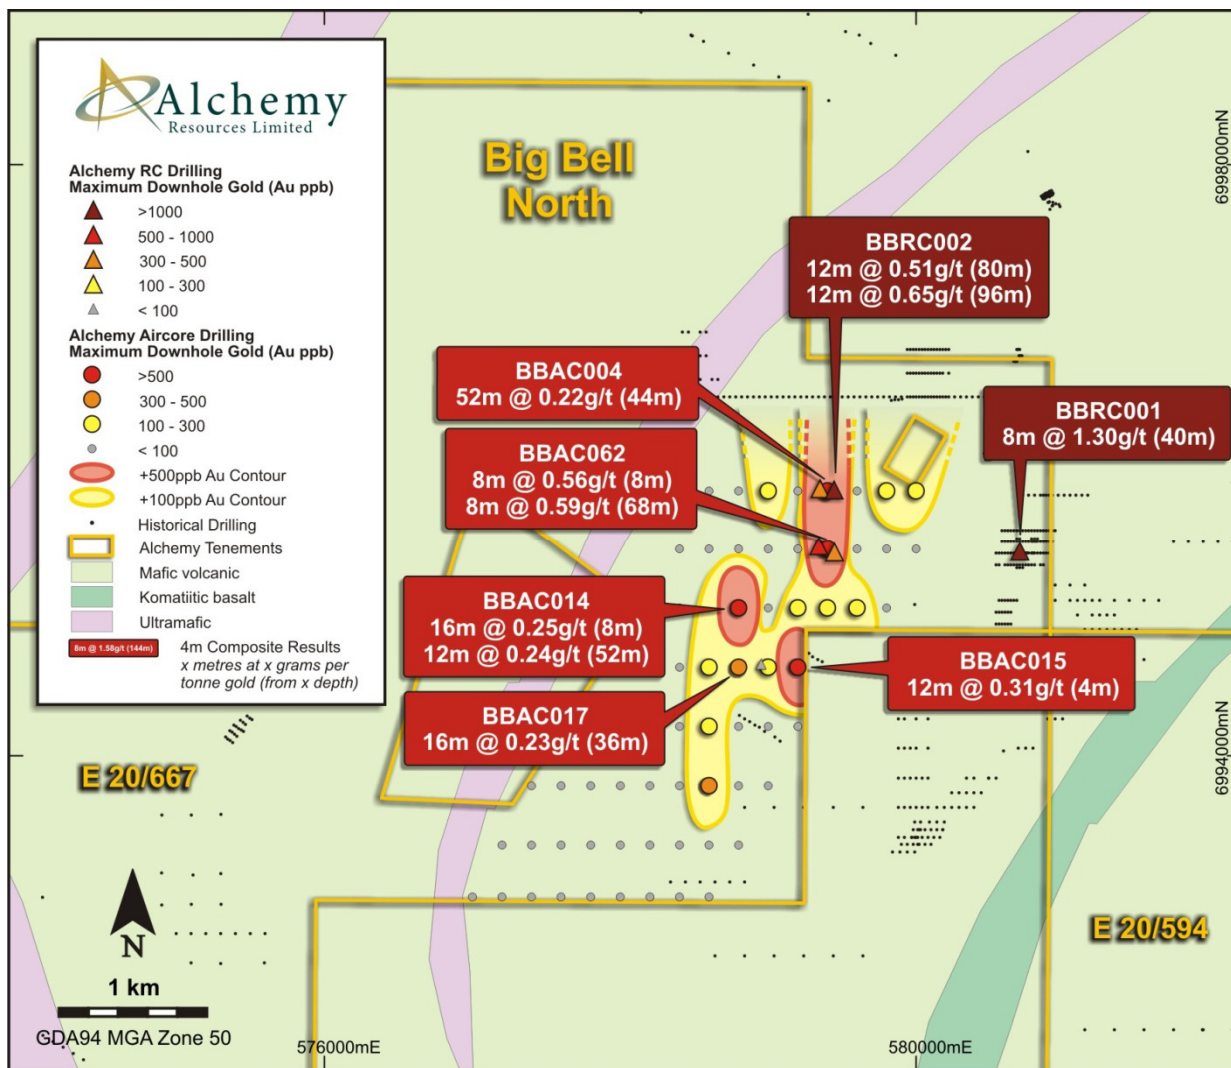 Alchemy
Resources Limited
Alchemy RC Drilling
Maximum Downhole Gold (Au ppb)
>1000
500 - 1000
300 - 500
100 - 300
< 100
Alchemy Aircore Drilling
Maximum Downhole Gold (Au ppb)
>500
300 - 500
100 - 300
< 100
+500ppb Au Contour
+100ppb Au Contour
Historical Drilling
Alchemy Tenements
Mafic volcanic
Komatiitic basalt
Ultramafic
8m @ 1.58g/t (144m)
4m Composite Results
x metres at x grams per
tonne gold (from x depth)
Big Bell
North
6998000mN
BBRC002
12m @ 0.51g/t (80m)
12m @ 0.65g/t (96m)
BBAC004
52m @ 0.22g/t (44m)
BBRC001
8m @ 1.30g/t (40m)
BBAC062
8m @ 0.56g/t (8m)
8m @ 0.59g/t (68m)
BBAC014
16m @ 0.25g/t (8m)
12m @ 0.24g/t (52m)
BBAC015
12m @ 0.31g/t (4m)
BBAC017
16m @ 0.23g/t (36m)
6994000mN
E 20/667
E 20/594
N
1 km
GDA94 MGA Zone 50
576000mE
580000mE